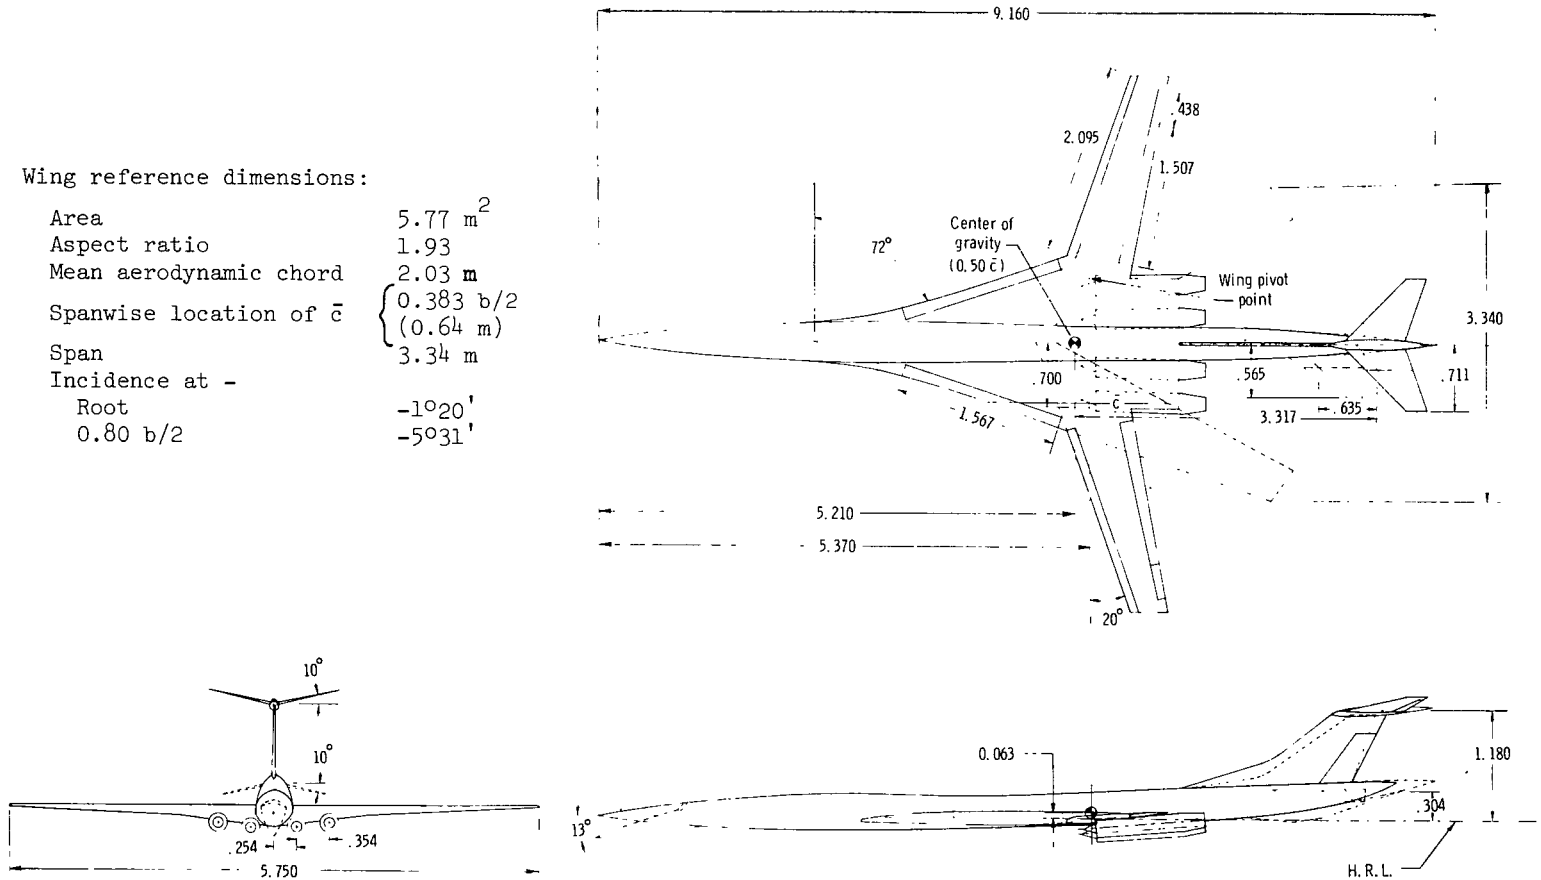 9.160
Wing reference dimensions:
Area 5.77 m2
Aspect ratio 1.93
Mean aerodynamic chord 2.03 m
Spanwise location of c̄ { 0.383 b/2
(0.64 m)
Span 3.34 m
Incidence at -
Root -1°20'
0.80 b/2 -5°31'
.438
2.095
1.507
72°
Center of
gravity
(0.50 c̄)
Wing pivot
point
3.340
.700
.565
.711
c̄
1.567
.635
3.317
5.210
5.370
20°
10°
10°
.254
.354
5.750
0.063
1.180
.304
13°
H.R.L.